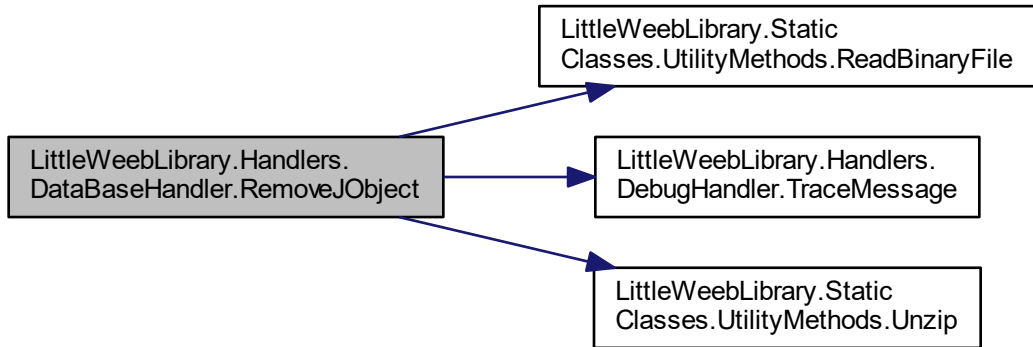 LittleWeebLibrary.Handlers.
DataBaseHandler.RemoveJObject
LittleWeebLibrary.Static
Classes.UtilityMethods.ReadBinaryFile
LittleWeebLibrary.Handlers.
DebugHandler.TraceMessage
LittleWeebLibrary.Static
Classes.UtilityMethods.Unzip